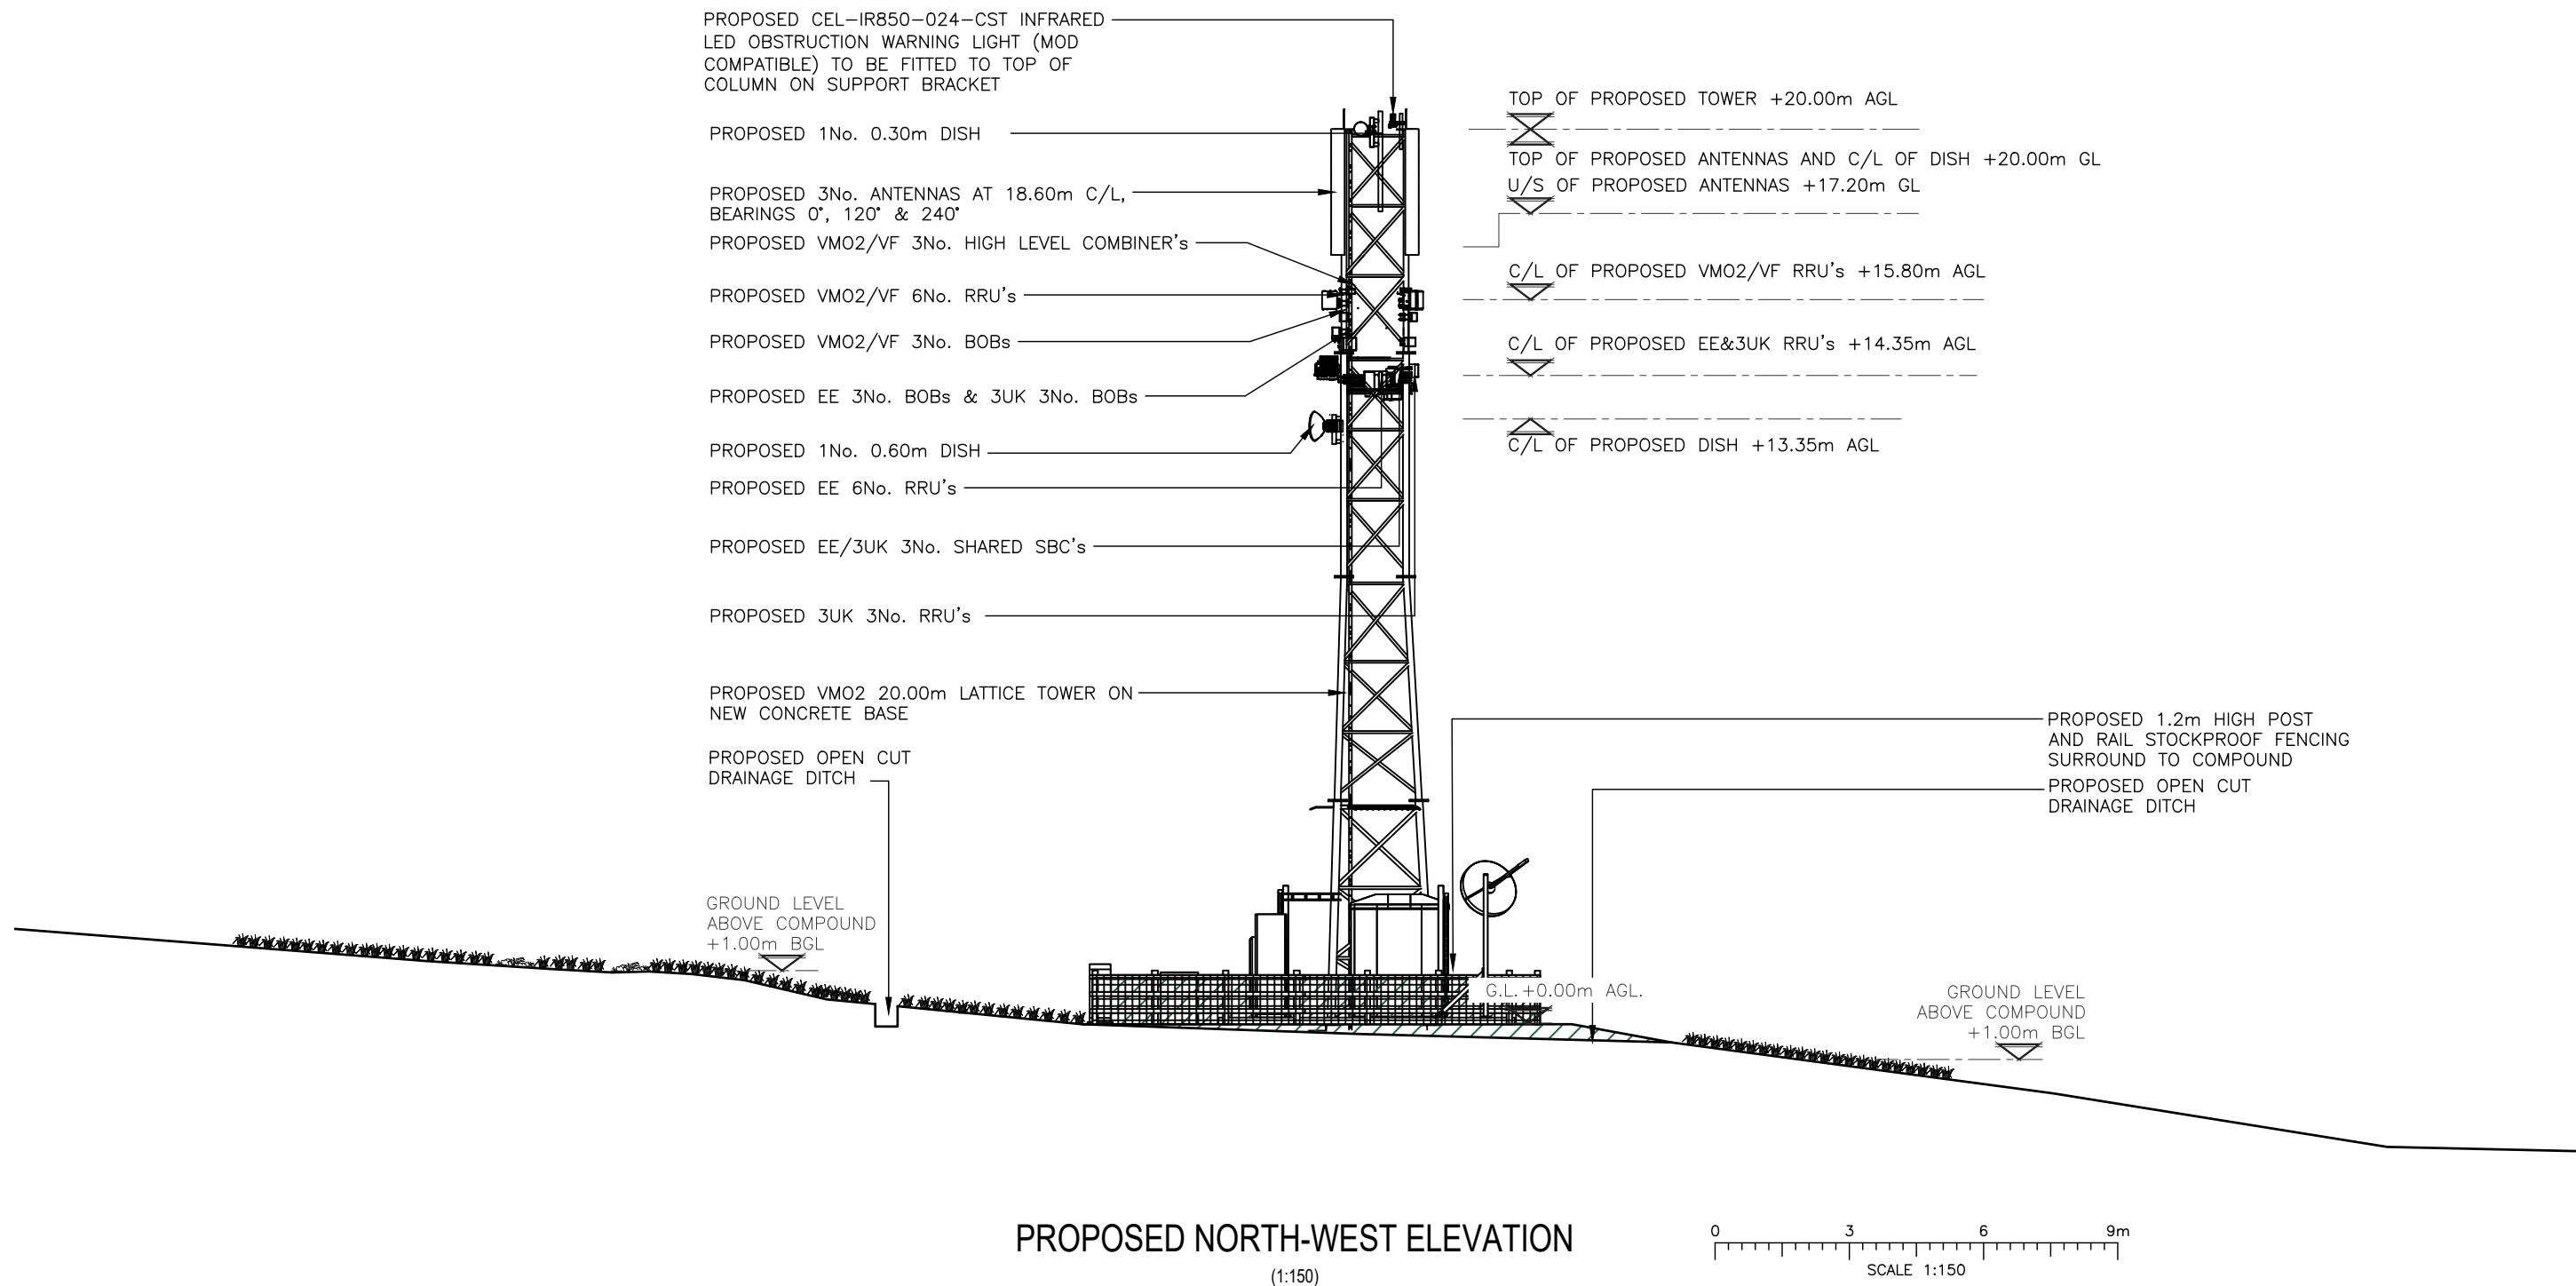 PROPOSED CEL-IR850-024-CST INFRARED
LED OBSTRUCTION WARNING LIGHT (MOD
COMPATIBLE) TO BE FITTED TO TOP OF
COLUMN ON SUPPORT BRACKET
PROPOSED 1No. 0.30m DISH
PROPOSED 3No. ANTENNAS AT 18.60m C/L,
BEARINGS 0°, 120° & 240°
PROPOSED VMO2/VF 3No. HIGH LEVEL COMBINER's
PROPOSED VMO2/VF 6No. RRU's
PROPOSED VMO2/VF 3No. BOBs
PROPOSED EE 3No. BOBs & 3UK 3No. BOBs
PROPOSED 1No. 0.60m DISH
PROPOSED EE 6No. RRU's
PROPOSED EE/3UK 3No. SHARED SBC's
PROPOSED 3UK 3No. RRU's
PROPOSED VMO2 20.00m LATTICE TOWER ON
NEW CONCRETE BASE
PROPOSED OPEN CUT
DRAINAGE DITCH
GROUND LEVEL
ABOVE COMPOUND
+1.00m BGL
TOP OF PROPOSED TOWER +20.00m AGL
TOP OF PROPOSED ANTENNAS AND C/L OF DISH +20.00m GL
U/S OF PROPOSED ANTENNAS +17.20m GL
C/L OF PROPOSED VMO2/VF RRU's +15.80m AGL
C/L OF PROPOSED EE&3UK RRU's +14.35m AGL
C/L OF PROPOSED DISH +13.35m AGL
PROPOSED 1.2m HIGH POST
AND RAIL STOCKPROOF FENCING
SURROUND TO COMPOUND
PROPOSED OPEN CUT
DRAINAGE DITCH
G.L.+0.00m AGL.
GROUND LEVEL
ABOVE COMPOUND
+1.00m BGL
PROPOSED NORTH-WEST ELEVATION
(1:150)
0 3 6 9m
SCALE 1:150